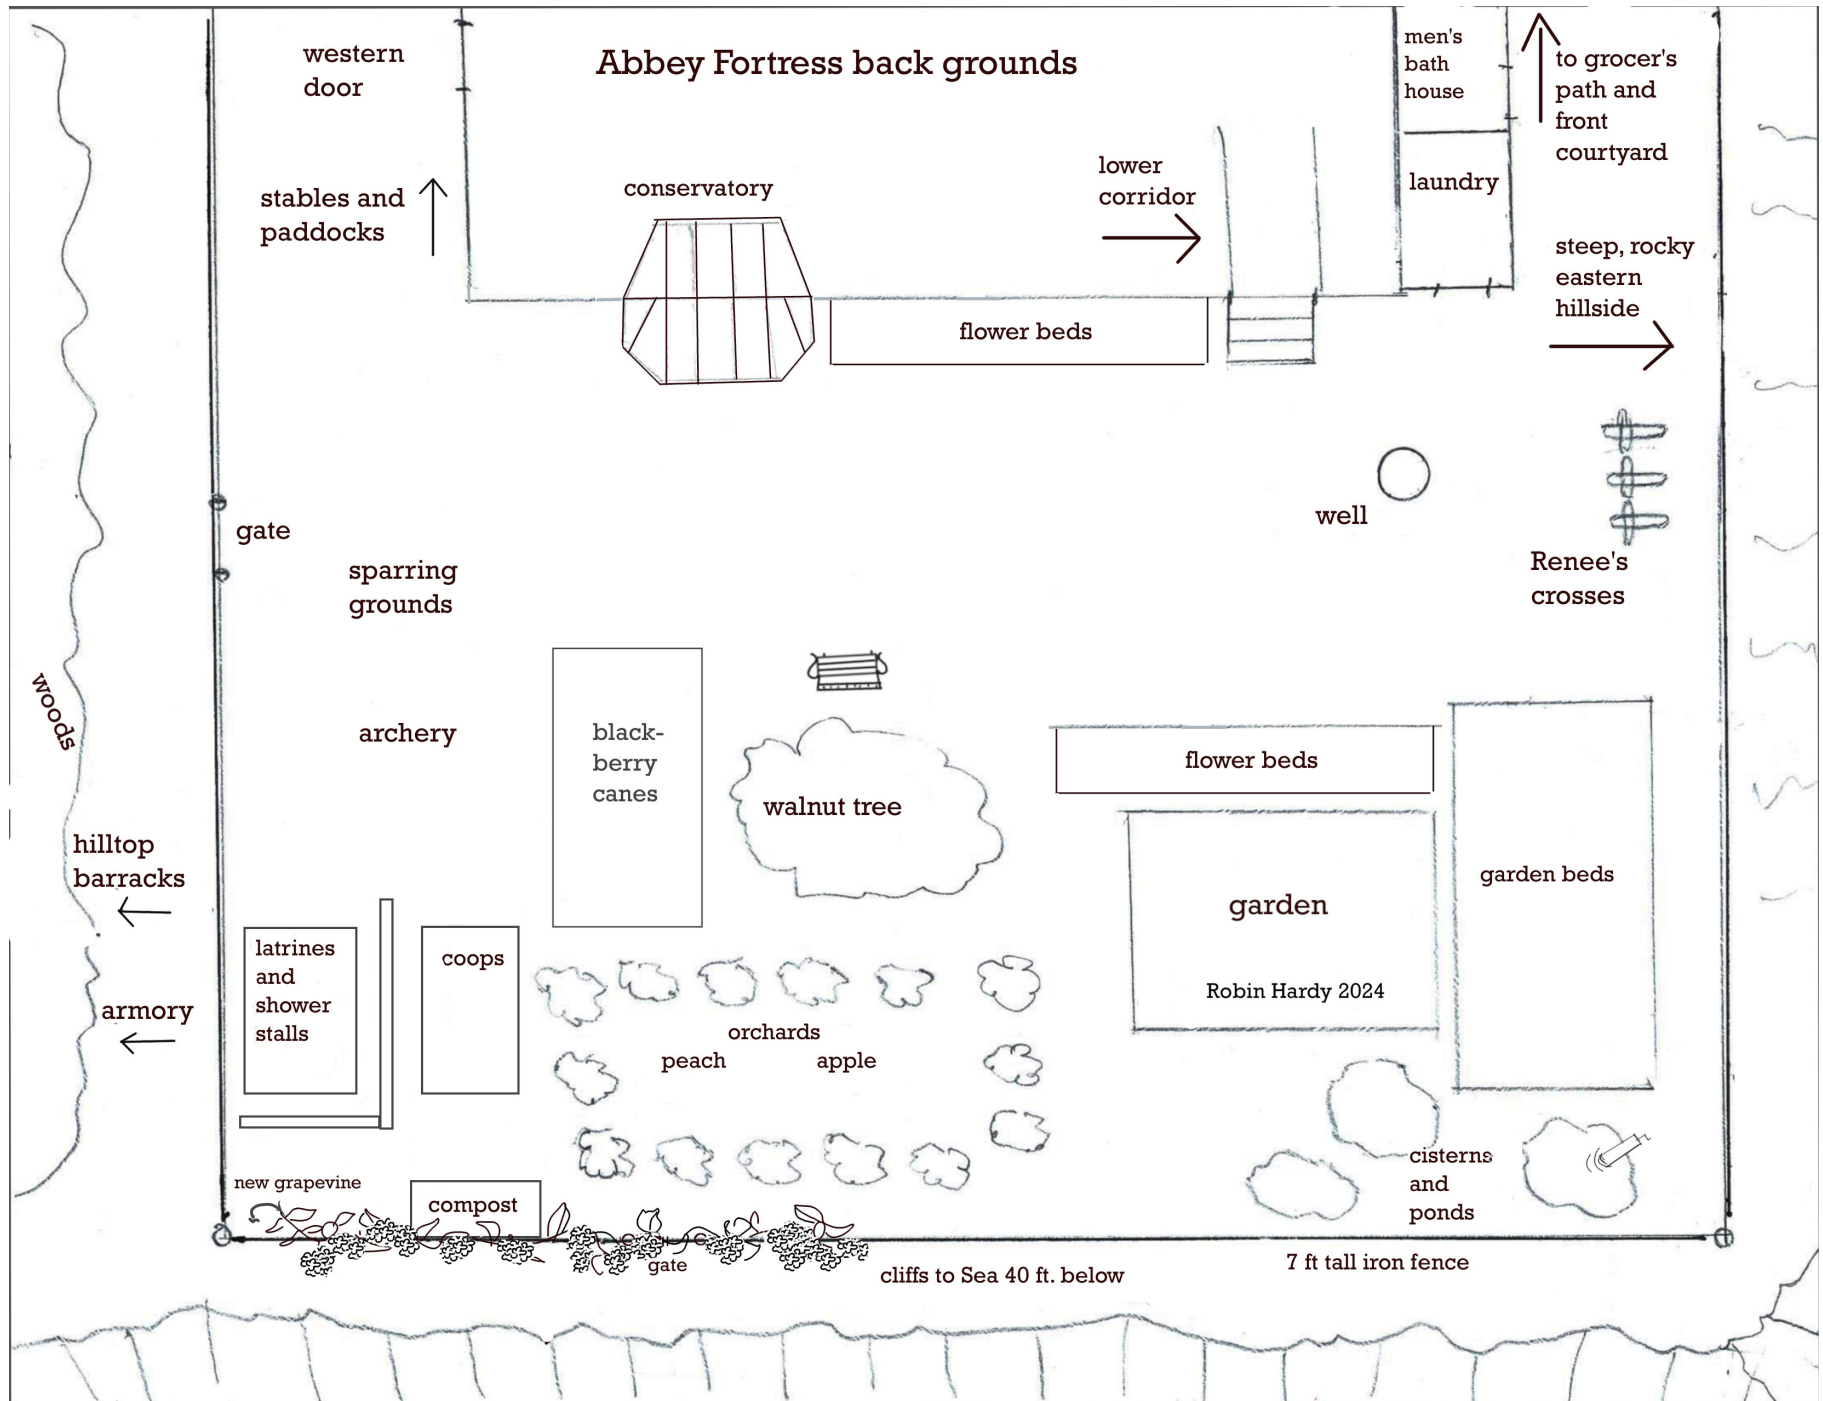 Abbey Fortress back grounds
western
door
men's
bath
house
to grocer's
path and
front
courtyard
stables and
paddocks
conservatory
lower
corridor
laundry
steep, rocky
eastern
hillside
flower beds
gate
well
sparring
grounds
Renee's
crosses
woods
archery
black-
berry
canes
walnut tree
flower beds
hilltop
barracks
garden beds
garden
latrines
and
shower
stalls
coops
Robin Hardy 2024
armory
orchards
peach
apple
cisterns
and
ponds
new grapevine
compost
gate
cliffs to Sea 40 ft. below
7 ft tall iron fence